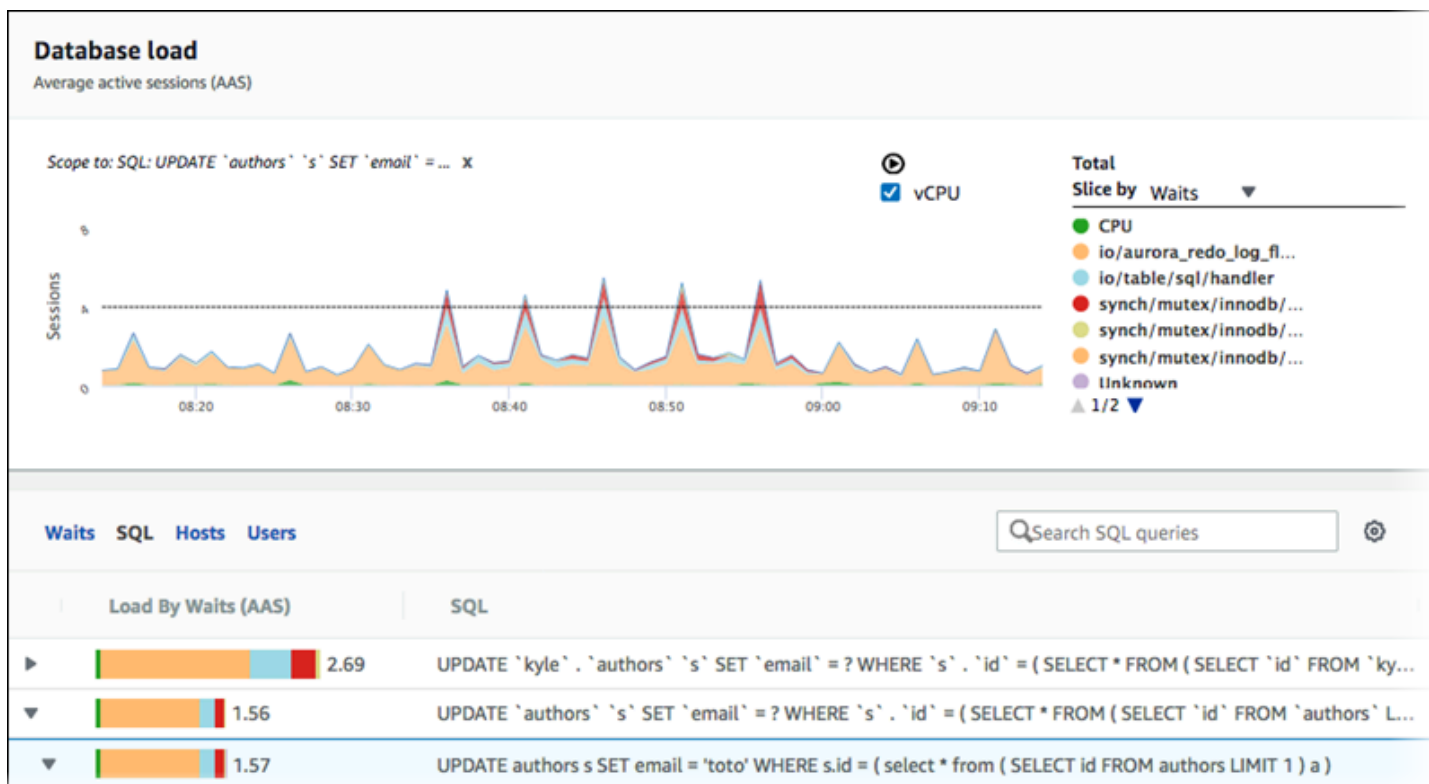 Database load
Average active sessions (AAS)
Scope to: SQL: UPDATE `authors` `s` SET `email` = ... x
vCPU
Total
Slice by Waits
CPU
io/aurora_redo_log_fl...
io/table/sql/handler
synch/mutex/innodb/...
synch/mutex/innodb/...
synch/mutex/innodb/...
Unknown
1/2
Sessions
8
4
0
08:20 08:30 08:40 08:50 09:00 09:10
Waits SQL Hosts Users
Search SQL queries
Load By Waits (AAS) SQL
2.69 UPDATE `kyle` . `authors` `s` SET `email` = ? WHERE `s` . `id` = ( SELECT * FROM ( SELECT `id` FROM `ky...
1.56 UPDATE `authors` `s` SET `email` = ? WHERE `s` . `id` = ( SELECT * FROM ( SELECT `id` FROM `authors` L...
1.57 UPDATE authors s SET email = 'toto' WHERE s.id = ( select * from ( SELECT id FROM authors LIMIT 1 ) a )